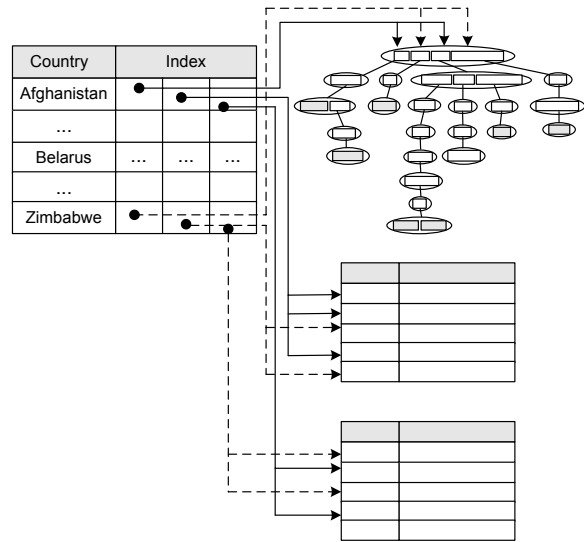 Country Index
Afghanistan
...
Belarus ... ... ...
...
Zimbabwe